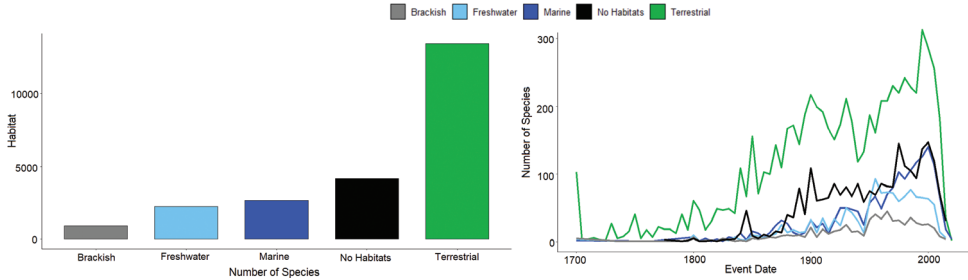 Brackish Freshwater Marine No Habitats Terrestrial
Habitat
10000
5000
0
Brackish Freshwater Marine No Habitats Terrestrial
Number of Species
Number of Species
300
200
100
0
1700 1800 1900 2000
Event Date